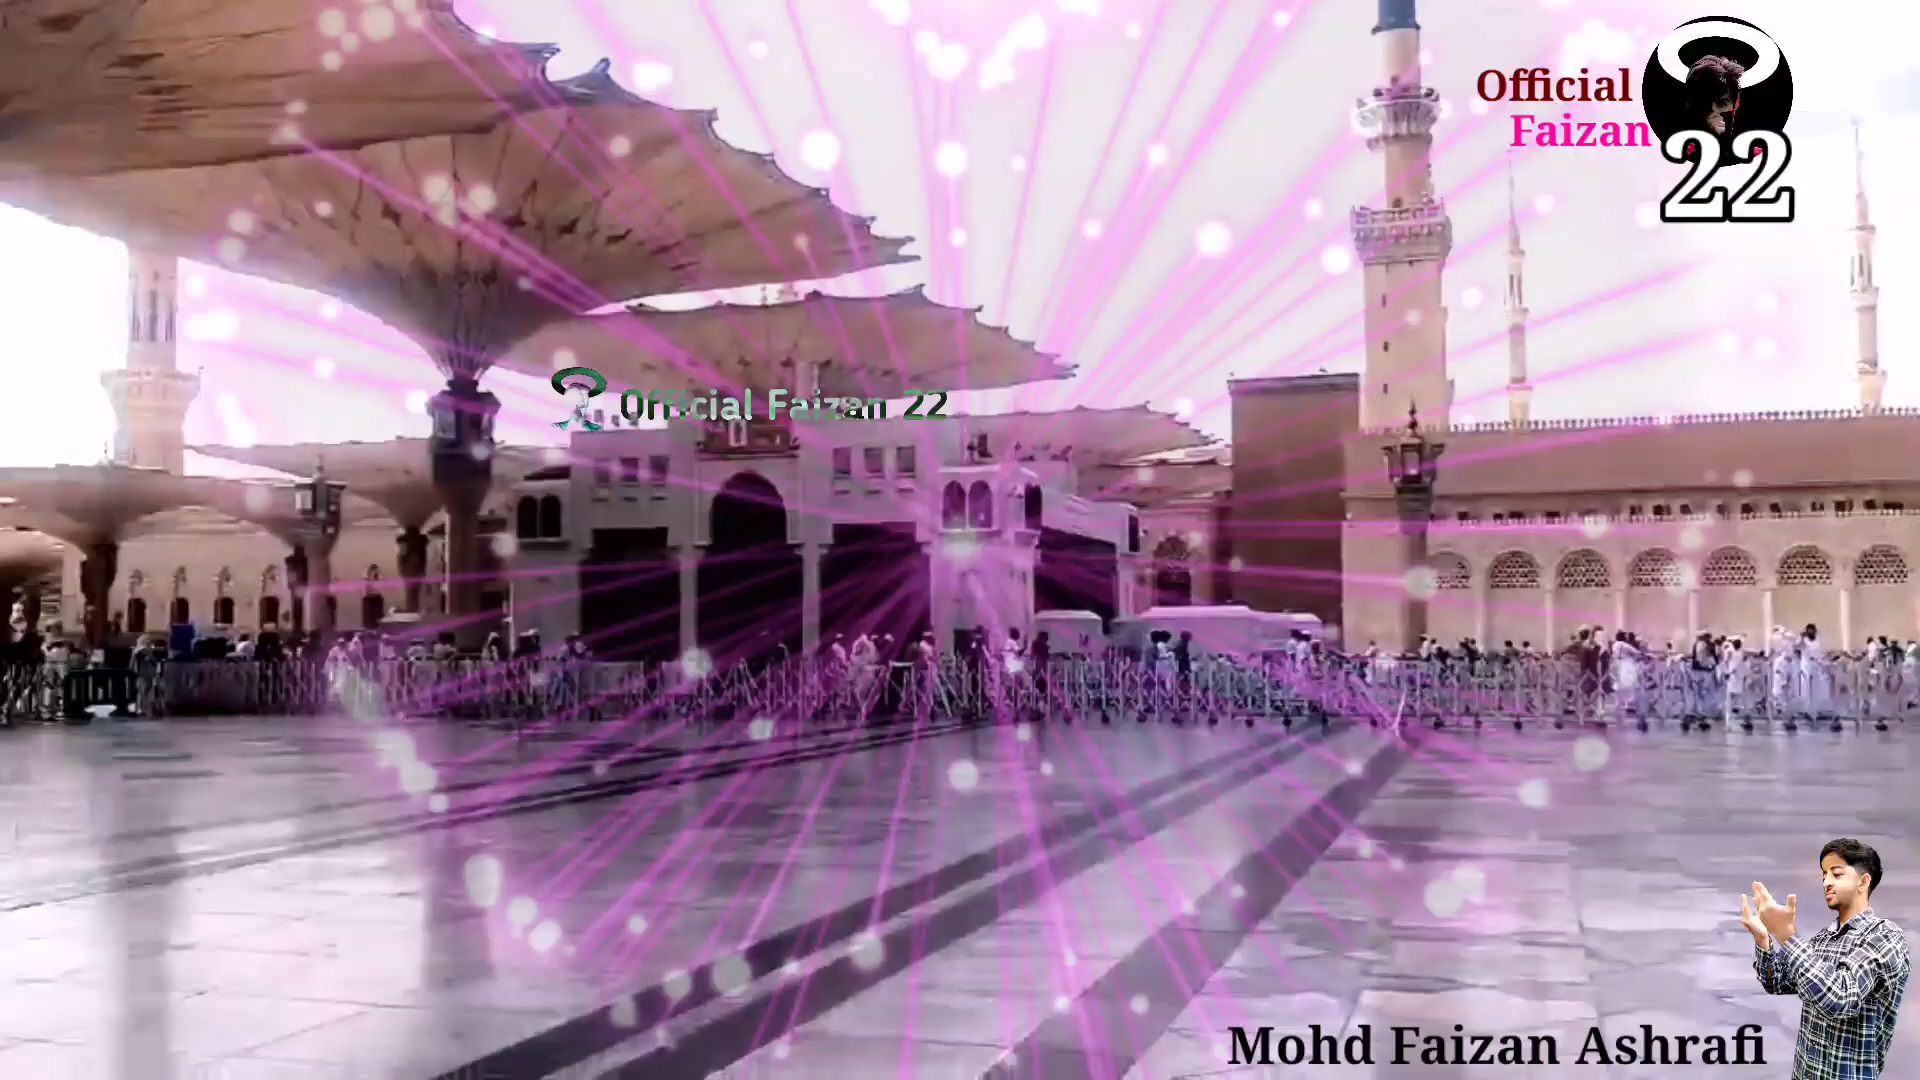 Official
Faizan
22
Official Faizan 22
Mohd Faizan Ashrafi